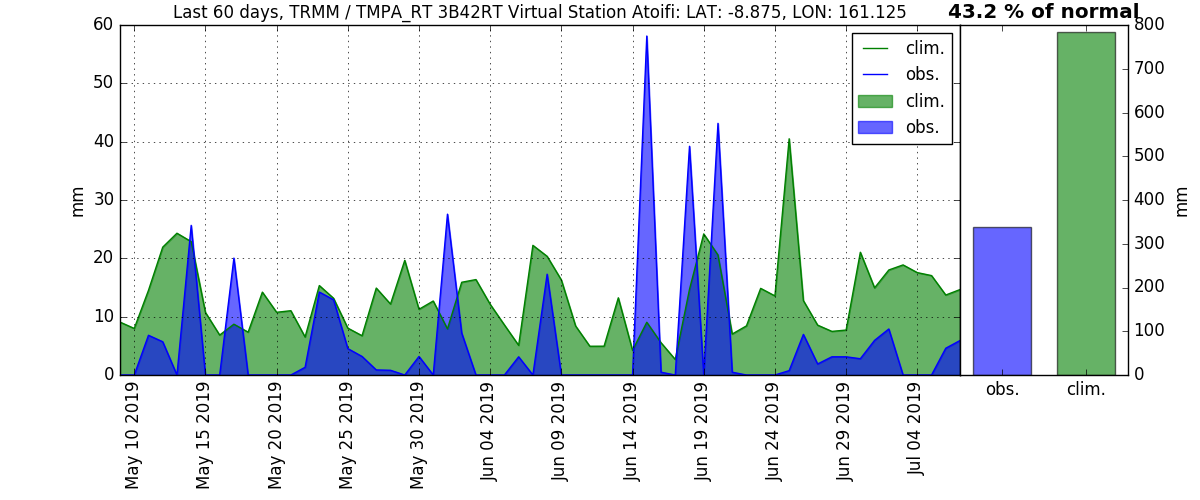 Last 60 days, TRMM / TMPA_RT 3B42RT Virtual Station Atoifi: LAT: -8.875, LON: 161.125
43.2 % of normal
60
50
40
30
20
10
0
mm
clim.
obs.
clim.
obs.
May 10 2019
May 15 2019
May 20 2019
May 25 2019
May 30 2019
Jun 04 2019
Jun 09 2019
Jun 14 2019
Jun 19 2019
Jun 24 2019
Jun 29 2019
Jul 04 2019
800
700
600
500
400
300
200
100
0
mm
obs.
clim.